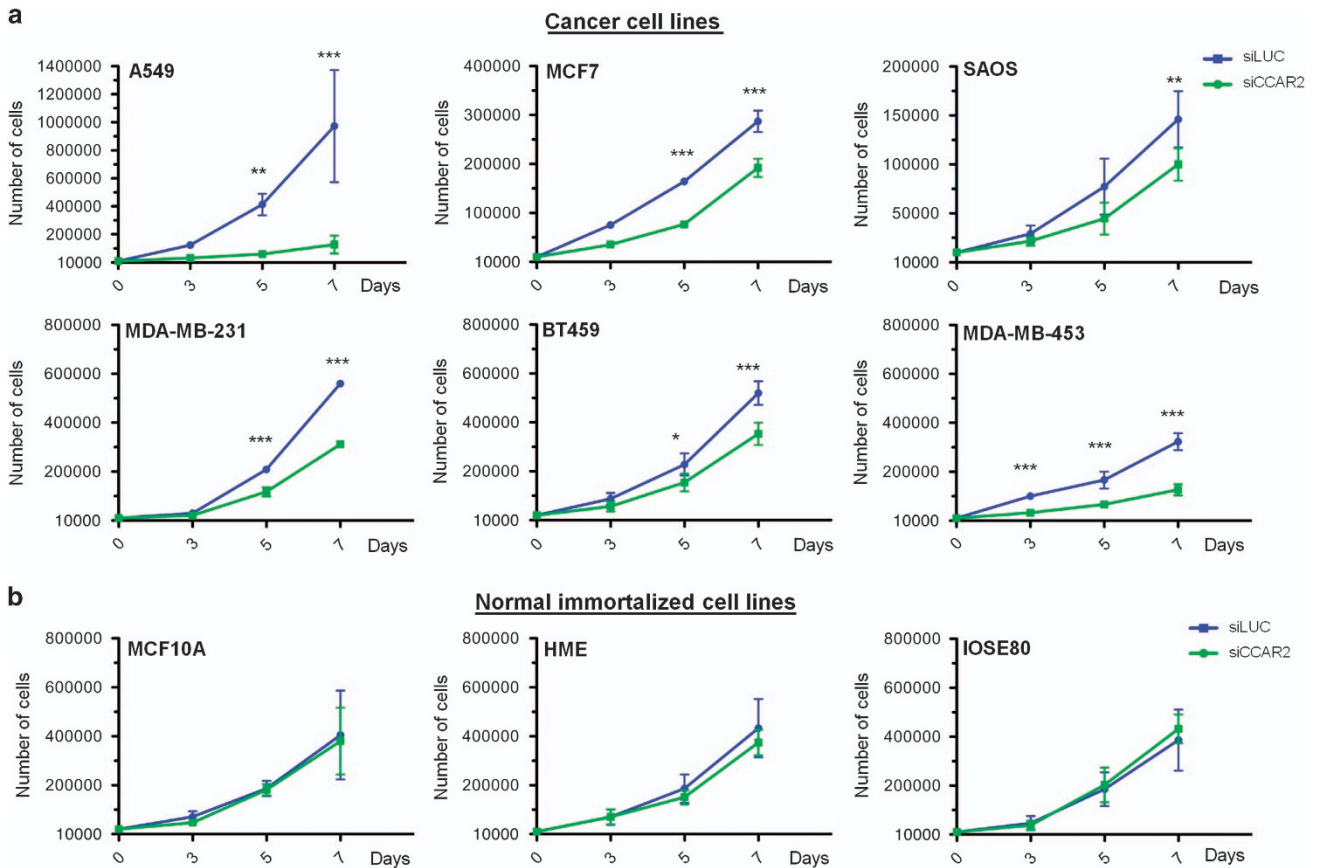 a
Cancer cell lines
A549
Number of cells
1400000
1200000
1000000
800000
600000
400000
200000
10000
**
***
0 3 5 7 Days
MCF7
Number of cells
400000
300000
200000
100000
10000
***
***
0 3 5 7 Days
SAOS
Number of cells
200000
150000
100000
50000
10000
**
0 3 5 7 Days
siLUC
siCCAR2
MDA-MB-231
Number of cells
800000
600000
400000
200000
10000
***
***
0 3 5 7 Days
BT459
Number of cells
800000
600000
400000
200000
10000
*
***
0 3 5 7 Days
MDA-MB-453
Number of cells
800000
600000
400000
200000
10000
***
***
***
0 3 5 7 Days
b
Normal immortalized cell lines
MCF10A
Number of cells
800000
600000
400000
200000
10000
0 3 5 7 Days
HME
Number of cells
800000
600000
400000
200000
10000
0 3 5 7 Days
IOSE80
Number of cells
800000
600000
400000
200000
10000
0 3 5 7 Days
siLUC
siCCAR2